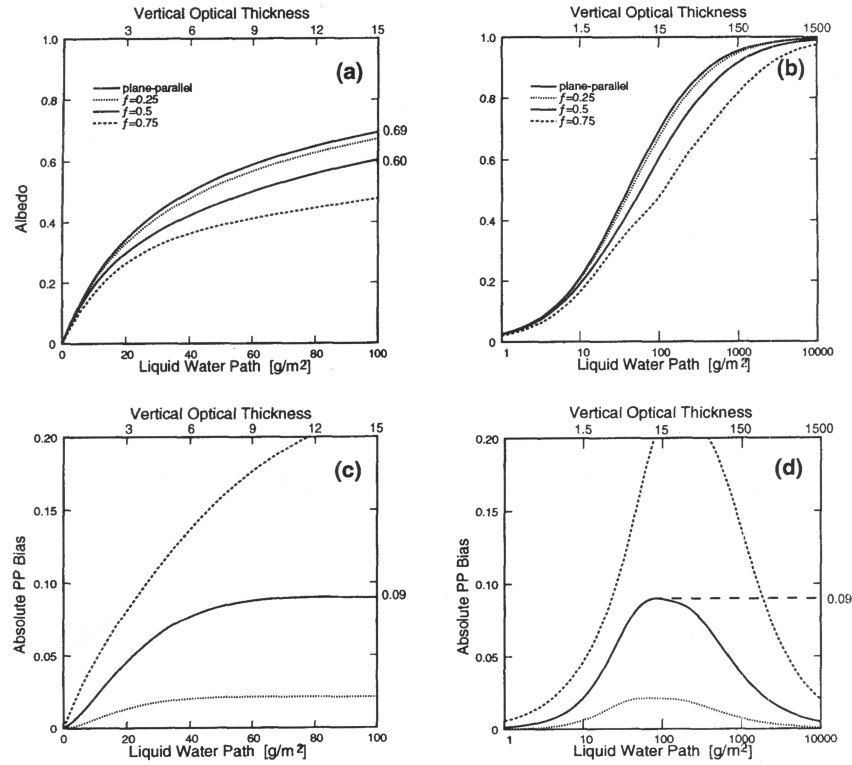 Vertical Optical Thickness
3 6 9 12 15
1.0
0.8
0.6
0.4
0.2
0
Albedo
(a)
plane-parallel
f=0.25
f=0.5
f=0.75
0.69
0.60
0 20 40 60 80 100
Liquid Water Path [g/m²]
Vertical Optical Thickness
1.5 15 150 1500
1.0
0.8
0.6
0.4
0.2
0
(b)
plane-parallel
f=0.25
f=0.5
f=0.75
1 10 100 1000 10000
Liquid Water Path [g/m²]
Vertical Optical Thickness
3 6 9 12 15
0.20
0.15
0.10
0.05
0
Absolute PP Bias
(c)
0.09
0 20 40 60 80 100
Liquid Water Path [g/m²]
Vertical Optical Thickness
1.5 15 150 1500
0.20
0.15
0.10
0.05
0
Absolute PP Bias
(d)
0.09
1 10 100 1000 10000
Liquid Water Path [g/m²]